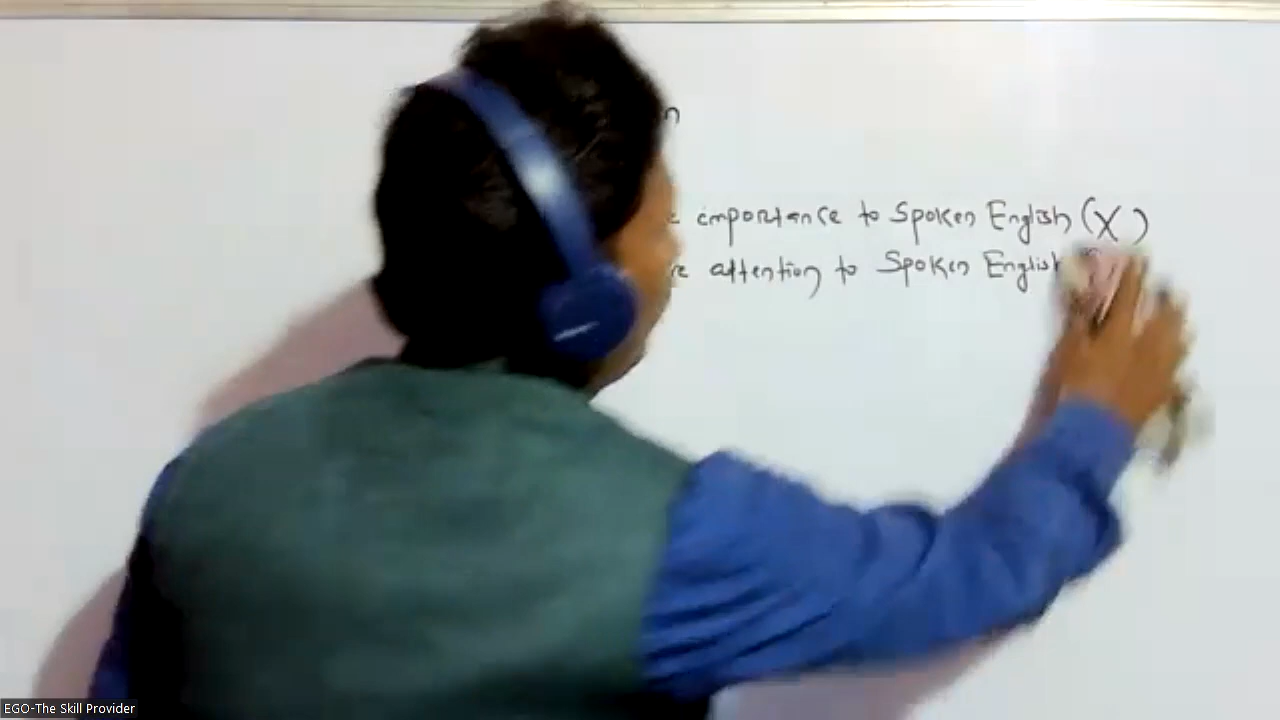 importance to Spoken English (X)
attention to Spoken English
EGO-The Skill Provider